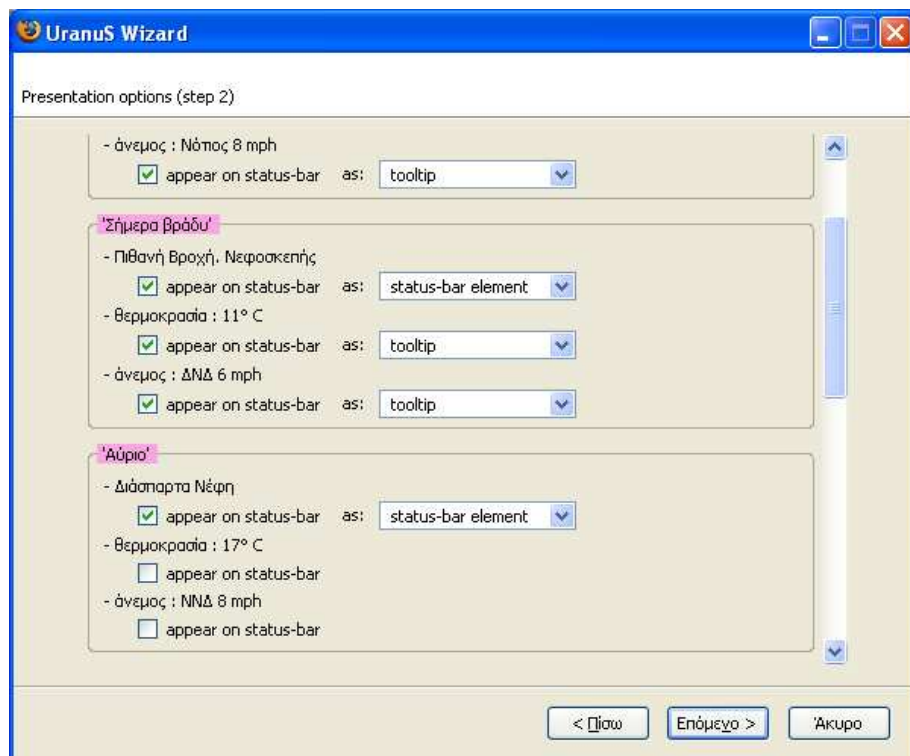 UranuS Wizard
Presentation options (step 2)
- άνεμος : Νότιος 8 mph
appear on status-bar as: tooltip
'Σήμερα βράδυ'
- Πιθανή Βροχή. Νεφοσκεπής
appear on status-bar as: status-bar element
- θερμοκρασία : 11° C
appear on status-bar as: tooltip
- άνεμος : ΔΝΔ 6 mph
appear on status-bar as: tooltip
'Αύριο'
- Διάσπαρτα Νέφη
appear on status-bar as: status-bar element
- θερμοκρασία : 17° C
appear on status-bar
- άνεμος : ΝΝΔ 8 mph
appear on status-bar
< Πίσω Επόμενο > Άκυρο